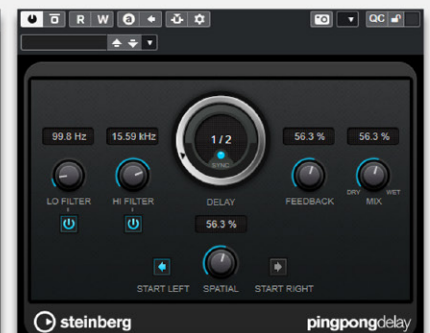 R W a QC
99.8 Hz 15.59 kHz 1/2 56.3 % 56.3 %
SYNC
DRY WET
LO FILTER HI FILTER DELAY FEEDBACK MIX
56.3 %
START LEFT SPATIAL START RIGHT
steinberg pingpongdelay